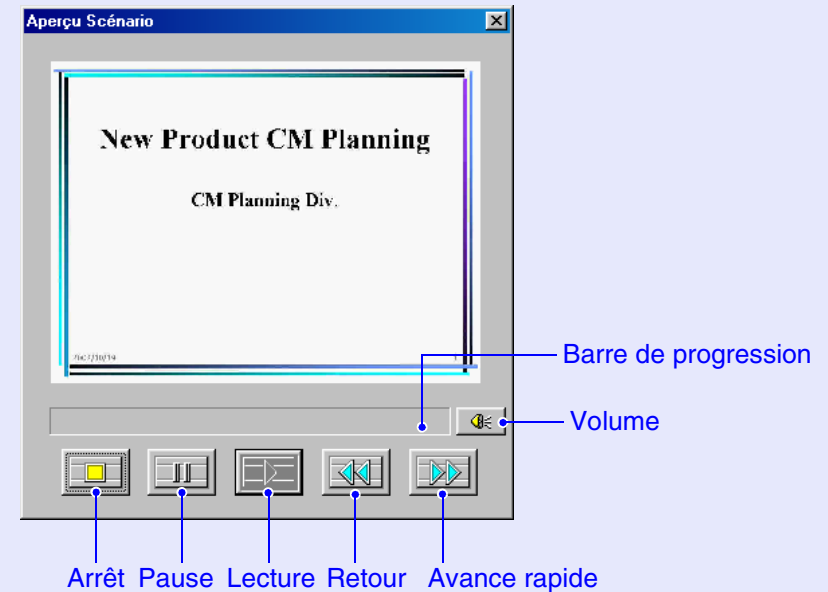 Aperçu Scénario
New Product CM Planning
CM Planning Div.
Barre de progression
Volume
Arrêt Pause Lecture Retour Avance rapide